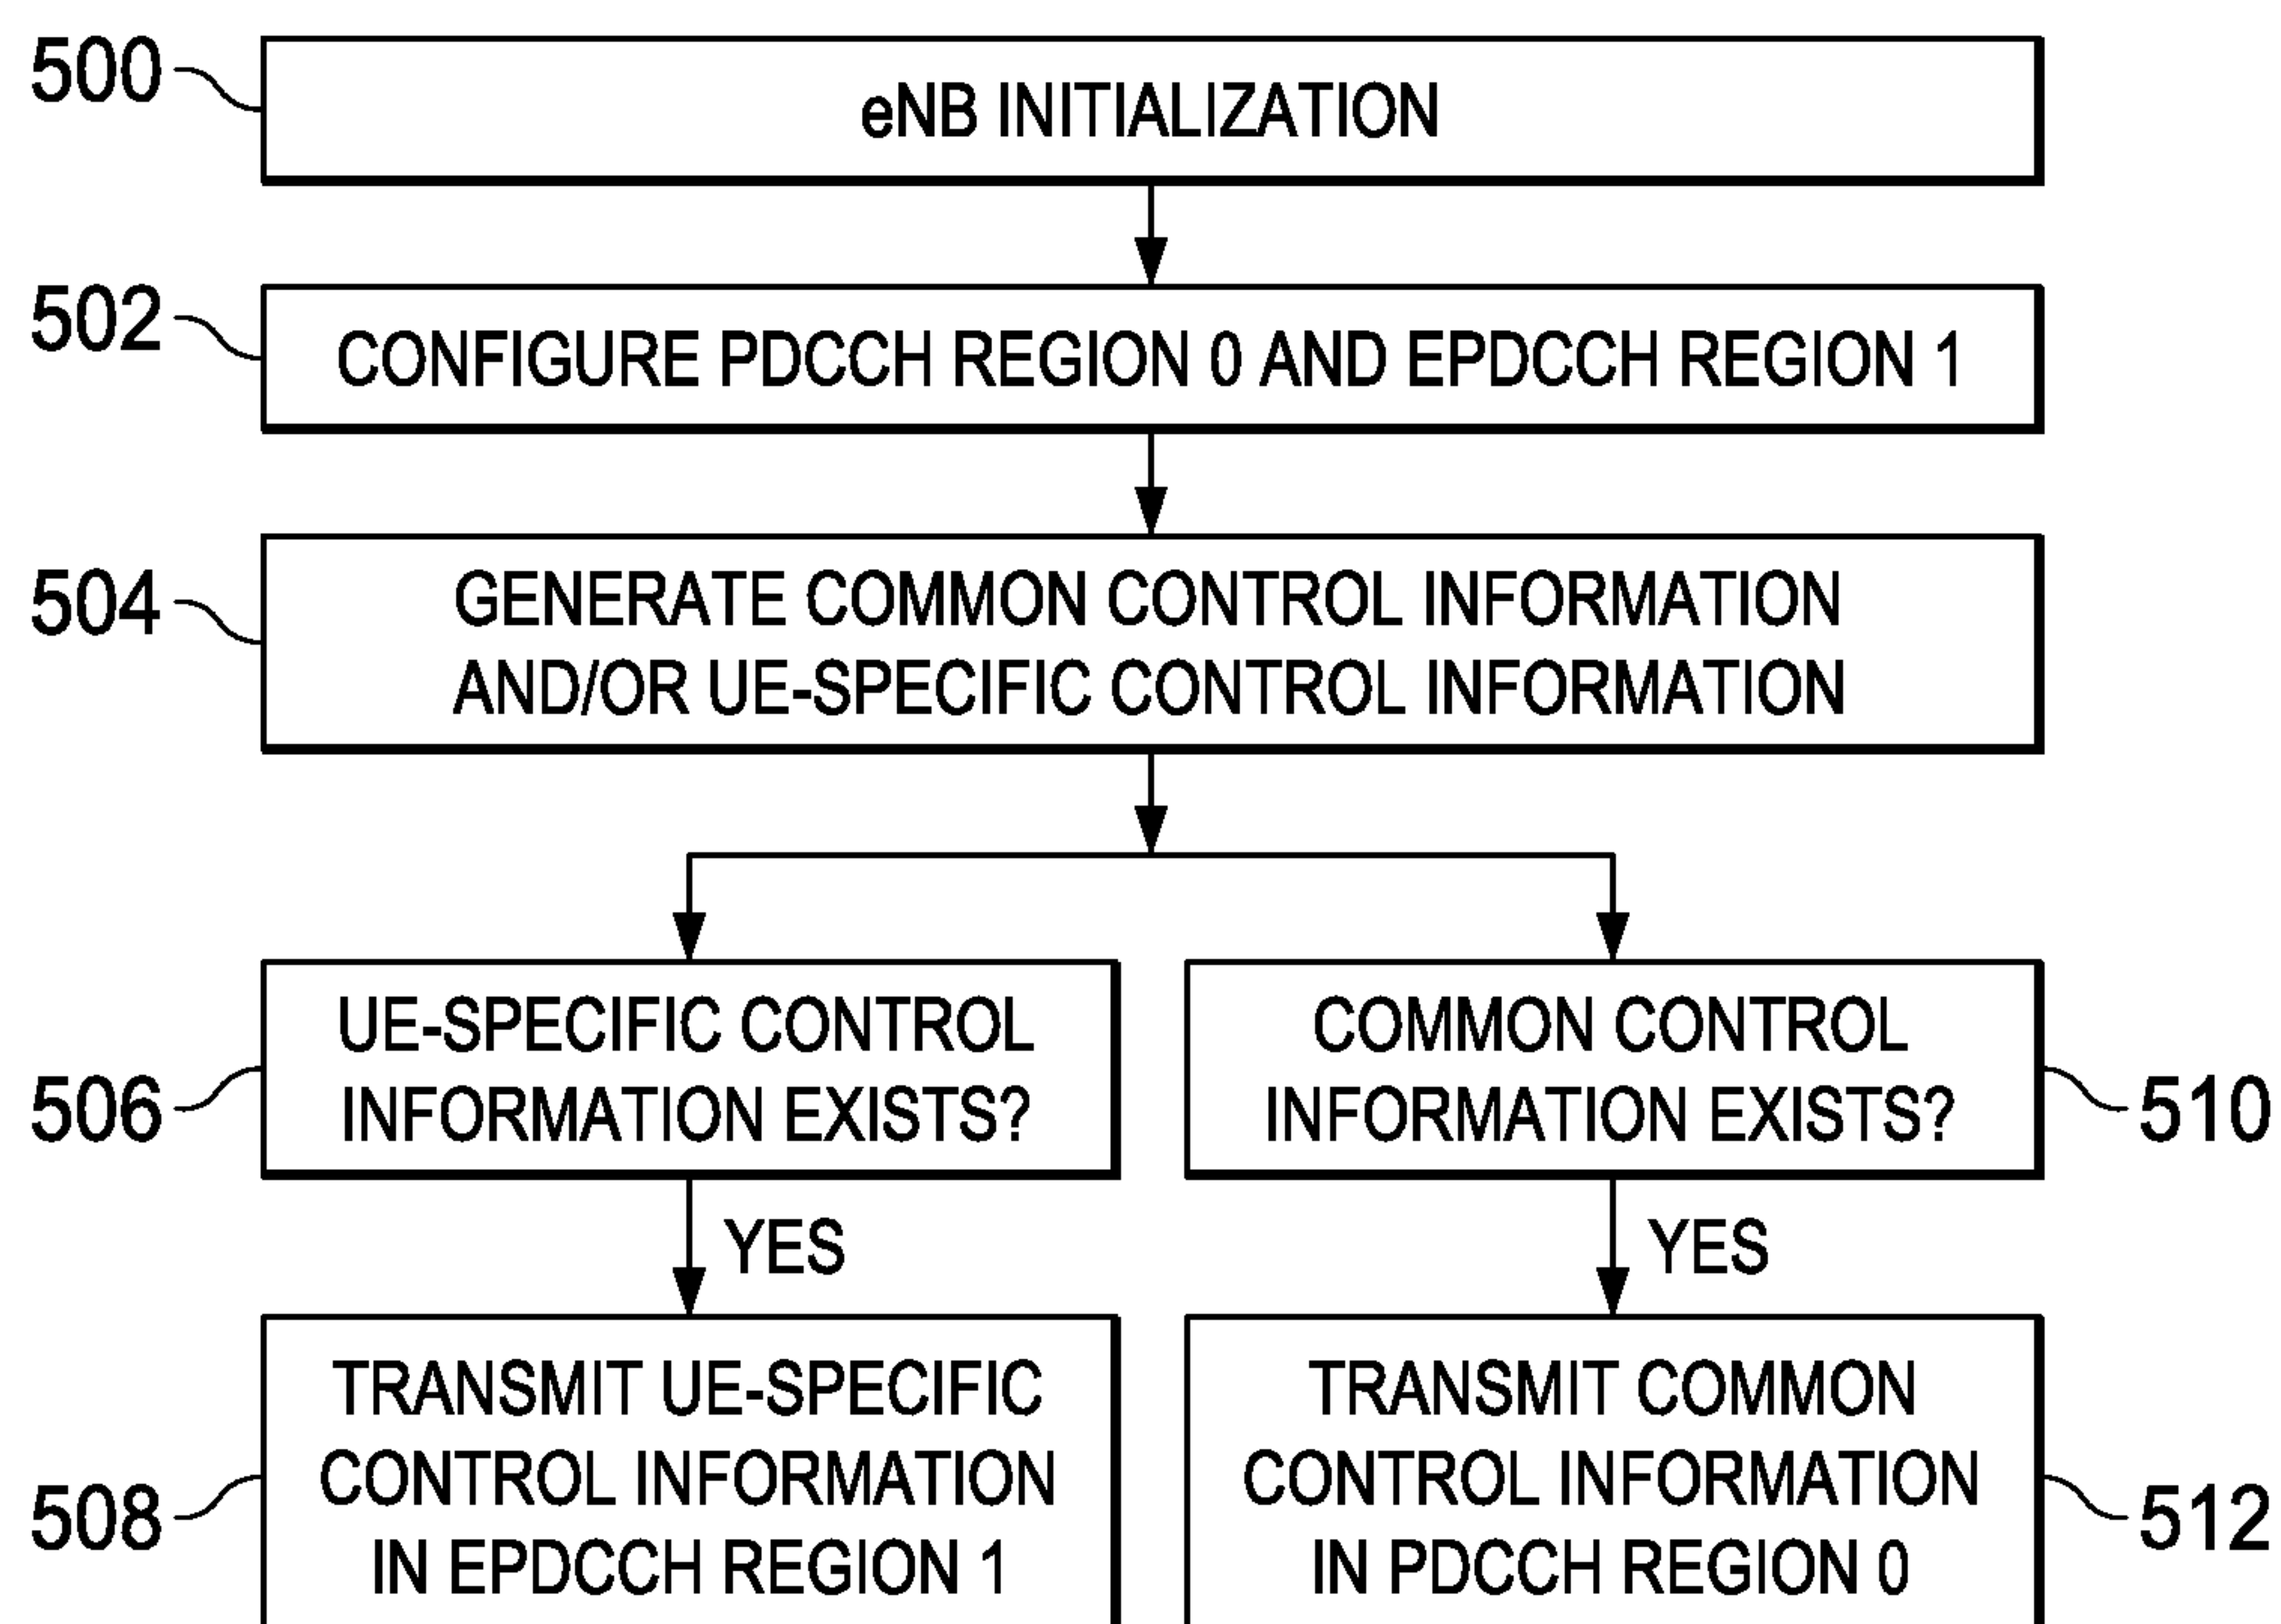 500
eNB INITIALIZATION
502
CONFIGURE PDCCH REGION 0 AND EPDCCH REGION 1
504
GENERATE COMMON CONTROL INFORMATION
AND/OR UE-SPECIFIC CONTROL INFORMATION
506
UE-SPECIFIC CONTROL
INFORMATION EXISTS?
COMMON CONTROL
INFORMATION EXISTS?
510
YES
YES
508
TRANSMIT UE-SPECIFIC
CONTROL INFORMATION
IN EPDCCH REGION 1
TRANSMIT COMMON
CONTROL INFORMATION
IN PDCCH REGION 0
512